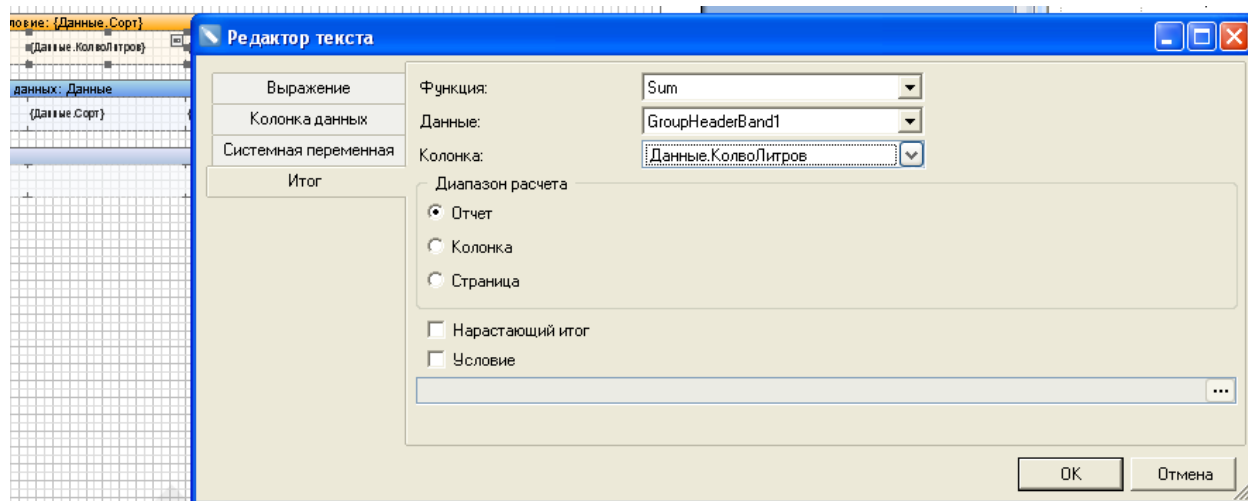 ловие: {Данные.Сорт}
{Данные.КолвоЛитров}
данных: Данные
{Данные.Сорт}
Редактор текста
Выражение
Колонка данных
Системная переменная
Итог
Функция:
Sum
Данные:
GroupHeaderBand1
Колонка:
Данные.КолвоЛитров
Диапазон расчета
Отчет
Колонка
Страница
Нарастающий итог
Условие
...
OK
Отмена